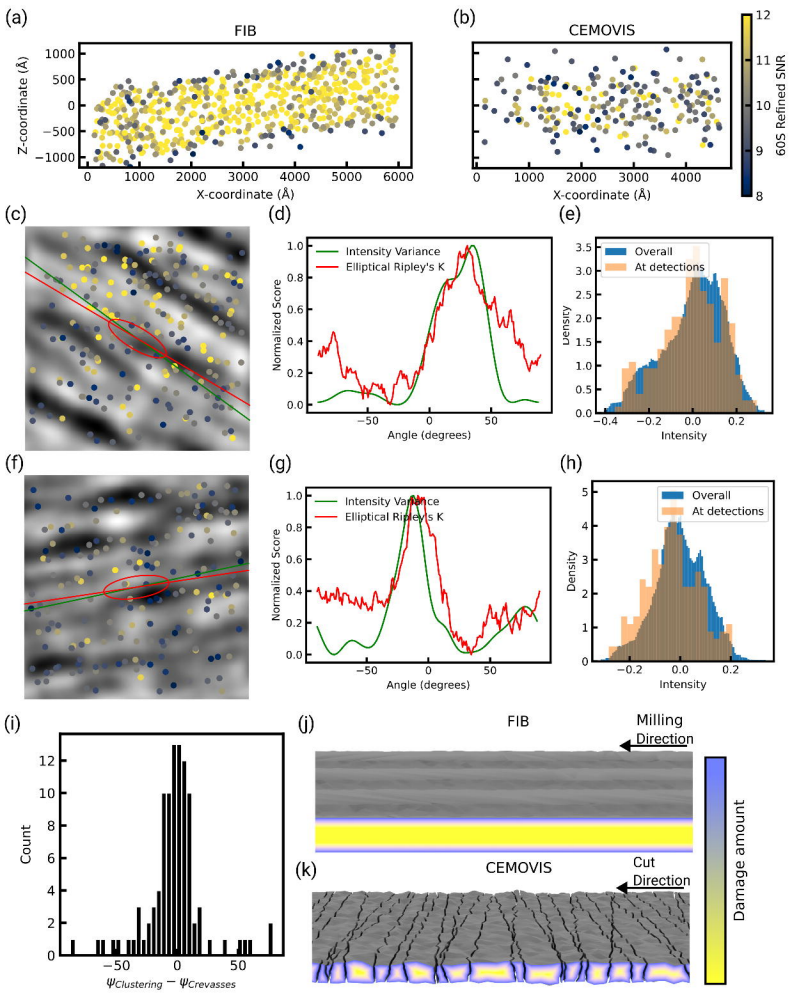 (a)
FIB
Z-coordinate (Å)
1000
500
0
−500
−1000
0 1000 2000 3000 4000 5000 6000
X-coordinate (Å)
(b)
CEMOVIS
0 1000 2000 3000 4000
X-coordinate (Å)
12
11
10
9
8
60S Refined SNR
(c)
(d)
Normalized Score
1.0
0.8
0.6
0.4
0.2
0.0
Intensity Variance
Elliptical Ripley's K
−50 0 50
Angle (degrees)
(e)
Density
3.5
3.0
2.5
2.0
1.5
1.0
0.5
0.0
Overall
At detections
−0.4 −0.2 0.0 0.2
Intensity
(f)
(g)
Normalized Score
1.0
0.8
0.6
0.4
0.2
0.0
Intensity Variance
Elliptical Ripley's K
−50 0 50
Angle (degrees)
(h)
Density
5
4
3
2
1
0
Overall
At detections
−0.2 0.0 0.2
Intensity
(i)
Count
12
10
8
6
4
2
0
−50 0 50
ψClustering − ψCrevasses
(j)
FIB
Milling
Direction
(k)
CEMOVIS
Cut
Direction
Damage amount